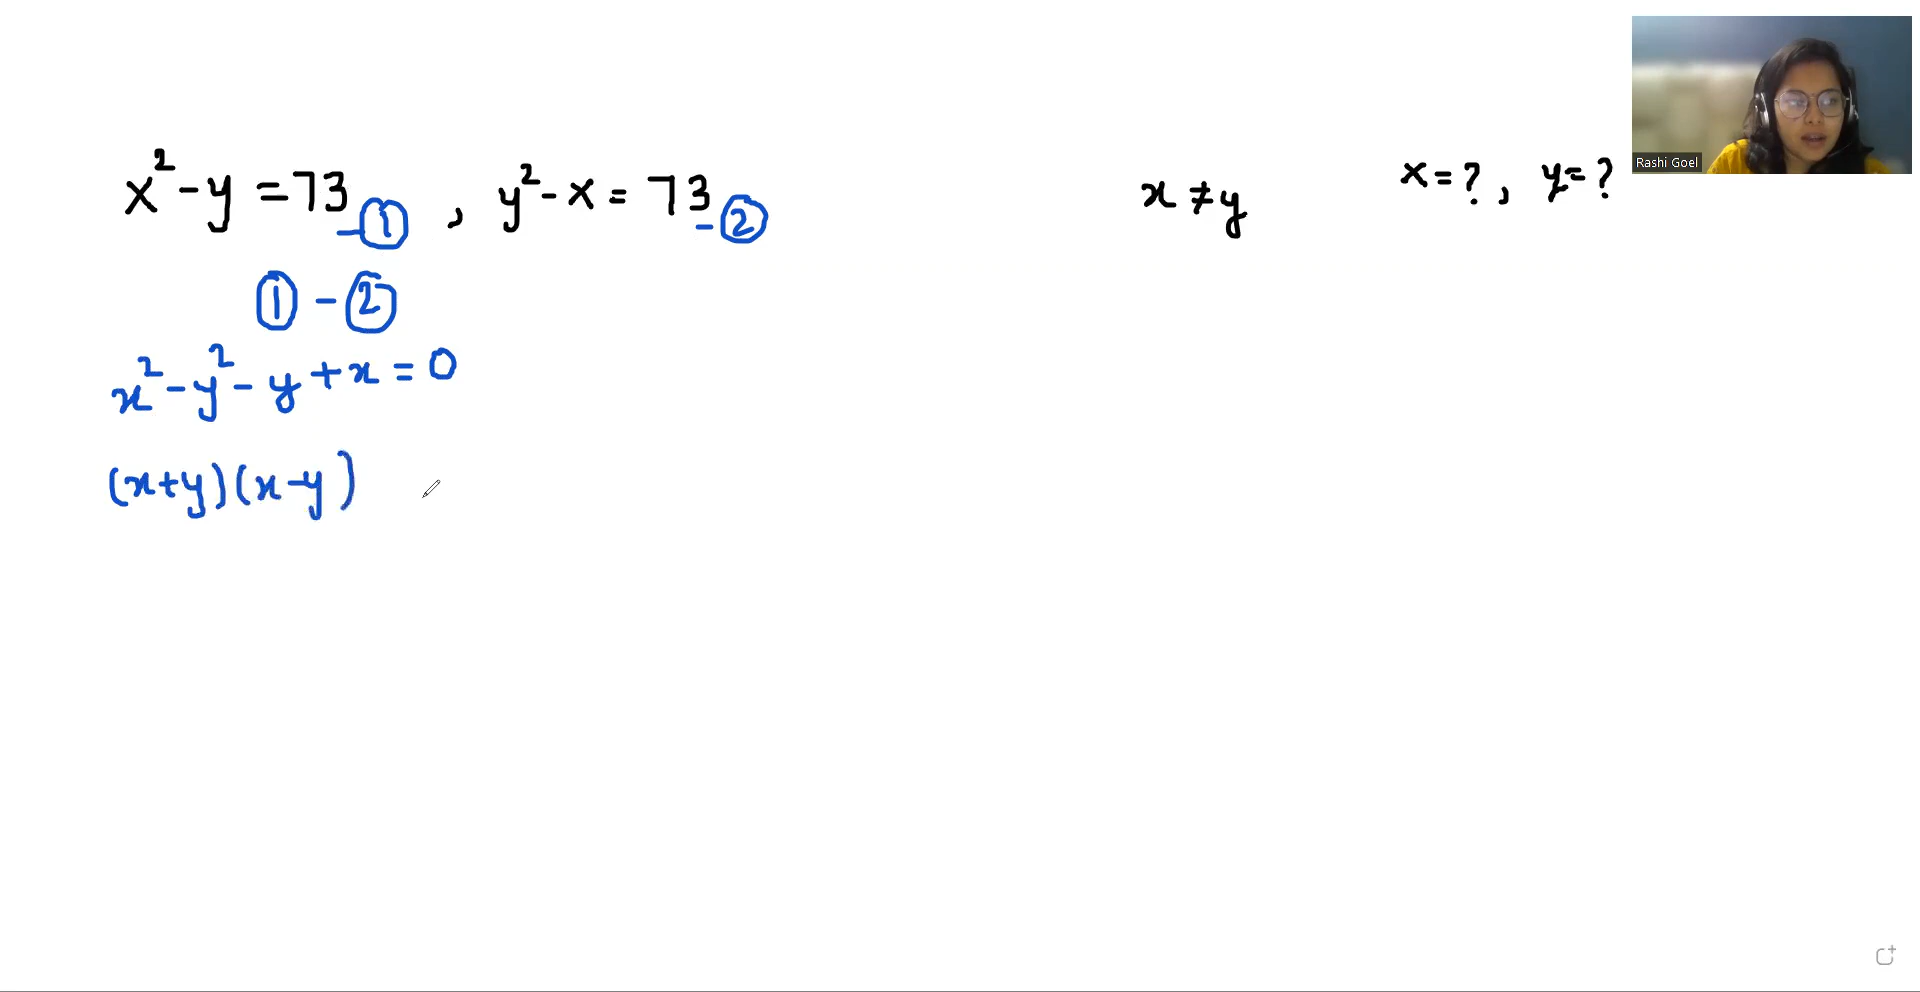 x² - y = 73 - ① , y² - x = 73 - ② x ≠ y x = ? , y = ?
Rashi Goel
① - ②
x² - y² - y + x = 0
(x+y)(x-y)